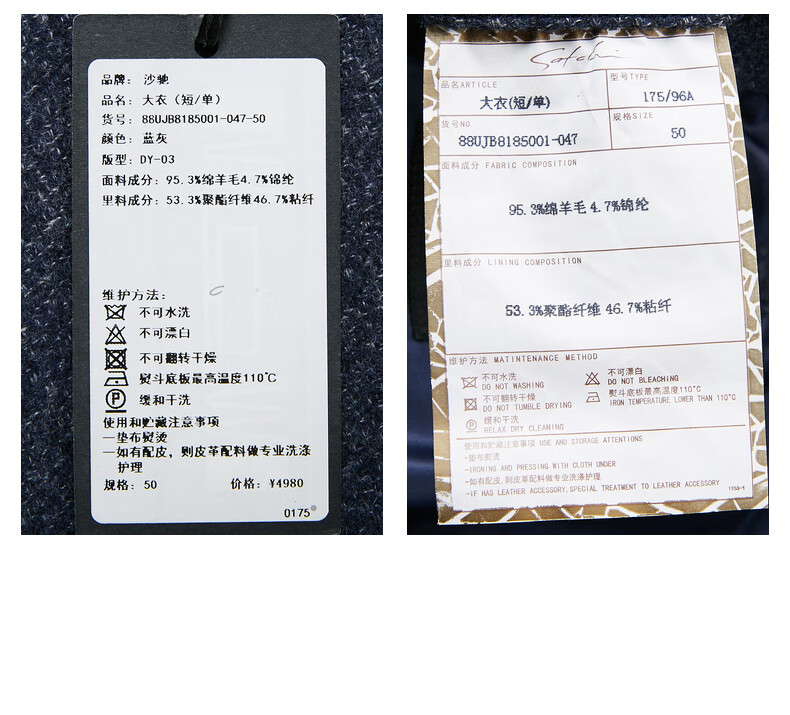 品牌： 沙驰
品名：大衣（短/单）
货号：88UJB8185001-047-50
颜色：蓝灰
版型：DY-03
面料成分：95.3%绵羊毛4.7%锦纶
里料成分：53.3%聚酯纤维46.7%粘纤
维护方法：
不可水洗
不可漂白
不可翻转干燥
熨斗底板最高温度110℃
P 缓和干洗
使用和贮藏注意事项
—垫布熨烫
—如有配皮，则皮革配料做专业洗涤
护理
规格：50 价格：¥4980
0175
Satchi
品名ARTICLE 型号TYPE
大衣(短/单) 175/96A
货号NO 规格SIZE
88UJB8185001-047 50
面料成分 FABRIC COMPOSITION
95.3%绵羊毛 4.7%锦纶
里料成分 LINING COMPOSITION
53.3%聚酯纤维 46.7%粘纤
维护方法 MATINTENANCE METHOD
不可水洗 不可漂白
DO NOT WASHING DO NOT BLEACHING
不可翻转干燥 熨斗底板最高温度110°C
DO NOT TUMBLE DRYING IRON TEMPERATURE LOWER THAN 110°C
P 缓和干洗
RELAX DRY CLEANING
使用和贮藏注意事项 USE AND STORAGE ATTENTIONS
-垫布熨烫
-IRONING AND PRESSING WITH CLOTH UNDER
-如有配皮,则皮革配料做专业洗涤护理
-IF HAS LEATHER ACCESSORY,SPECIAL TREATMENT TO LEATHER ACCESSORY